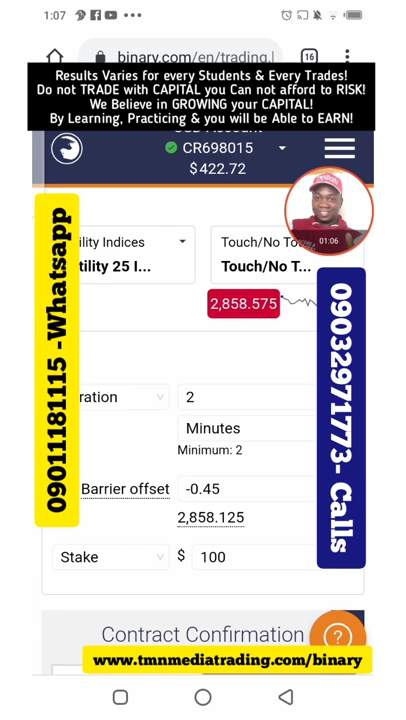 1:07
binary.com/en/trading.
16
Results Varies for every Students & Every Trades!
Do not TRADE with CAPITAL you Can not afford to RISK!
We Believe in GROWING your CAPITAL!
By Learning, Practicing & you will be Able to EARN!
CR698015
$422.72
01:06
ility Indices
tility 25 I...
Touch/No To
Touch/No T...
2,858.575
ration
2
Minutes
Minimum: 2
Barrier offset
-0.45
2,858.125
Stake
$
100
Contract Confirmation
?
www.tmnmediatrading.com/binary
09011181115 -Whatsapp
09032971773- Calls